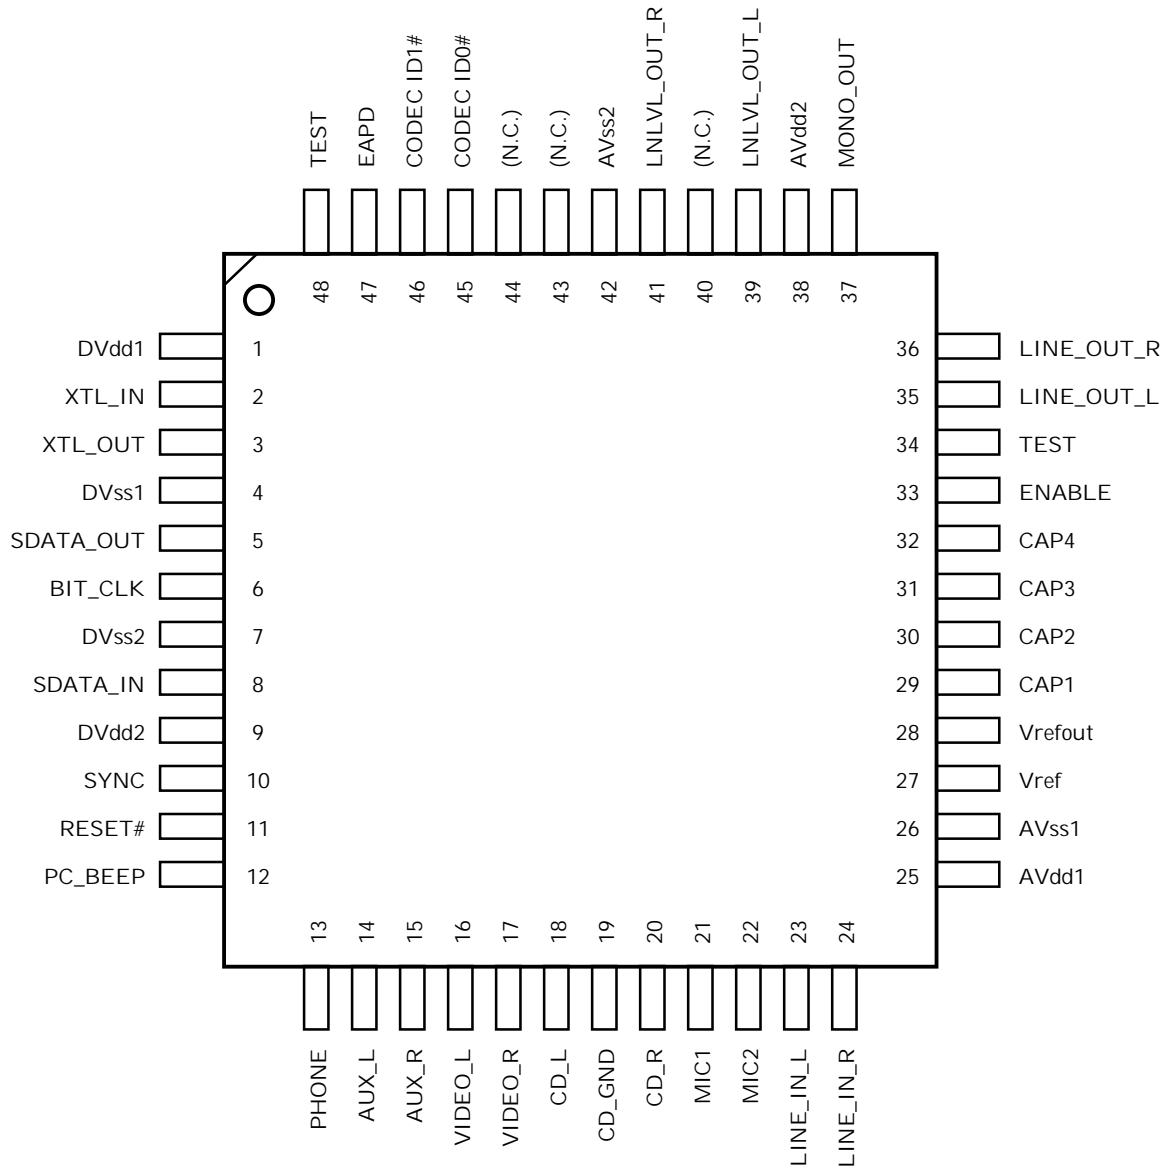 TEST
EAPD
CODEC ID1#
CODEC ID0#
(N.C.)
(N.C.)
AVss2
LNLVL_OUT_R
(N.C.)
LNLVL_OUT_L
AVdd2
MONO_OUT
48
47
46
45
44
43
42
41
40
39
38
37
DVdd1 1
XTL_IN 2
XTL_OUT 3
DVss1 4
SDATA_OUT 5
BIT_CLK 6
DVss2 7
SDATA_IN 8
DVdd2 9
SYNC 10
RESET# 11
PC_BEEP 12
36 LINE_OUT_R
35 LINE_OUT_L
34 TEST
33 ENABLE
32 CAP4
31 CAP3
30 CAP2
29 CAP1
28 Vrefout
27 Vref
26 AVss1
25 AVdd1
13
14
15
16
17
18
19
20
21
22
23
24
PHONE
AUX_L
AUX_R
VIDEO_L
VIDEO_R
CD_L
CD_GND
CD_R
MIC1
MIC2
LINE_IN_L
LINE_IN_R